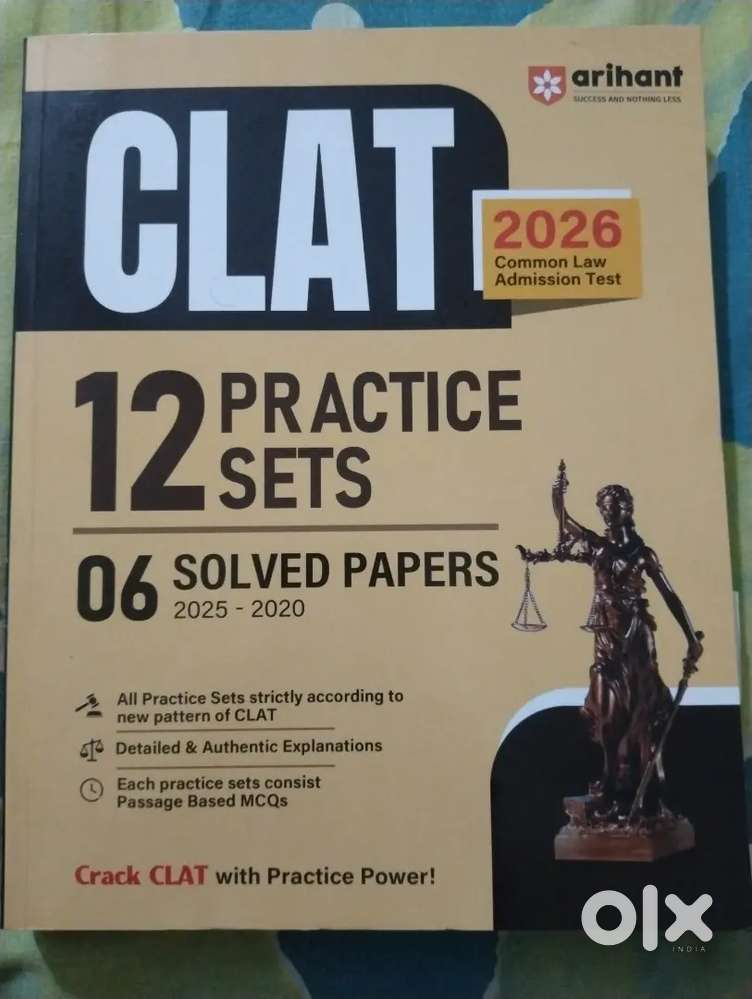 arihant
SUCCESS AND NOTHING LESS
CLAT
2026
Common Law
Admission Test
12 PRACTICE
SETS
06 SOLVED PAPERS
2025 - 2020
All Practice Sets strictly according to
new pattern of CLAT
Detailed & Authentic Explanations
Each practice sets consist
Passage Based MCQs
Crack CLAT with Practice Power!
olx
INDIA